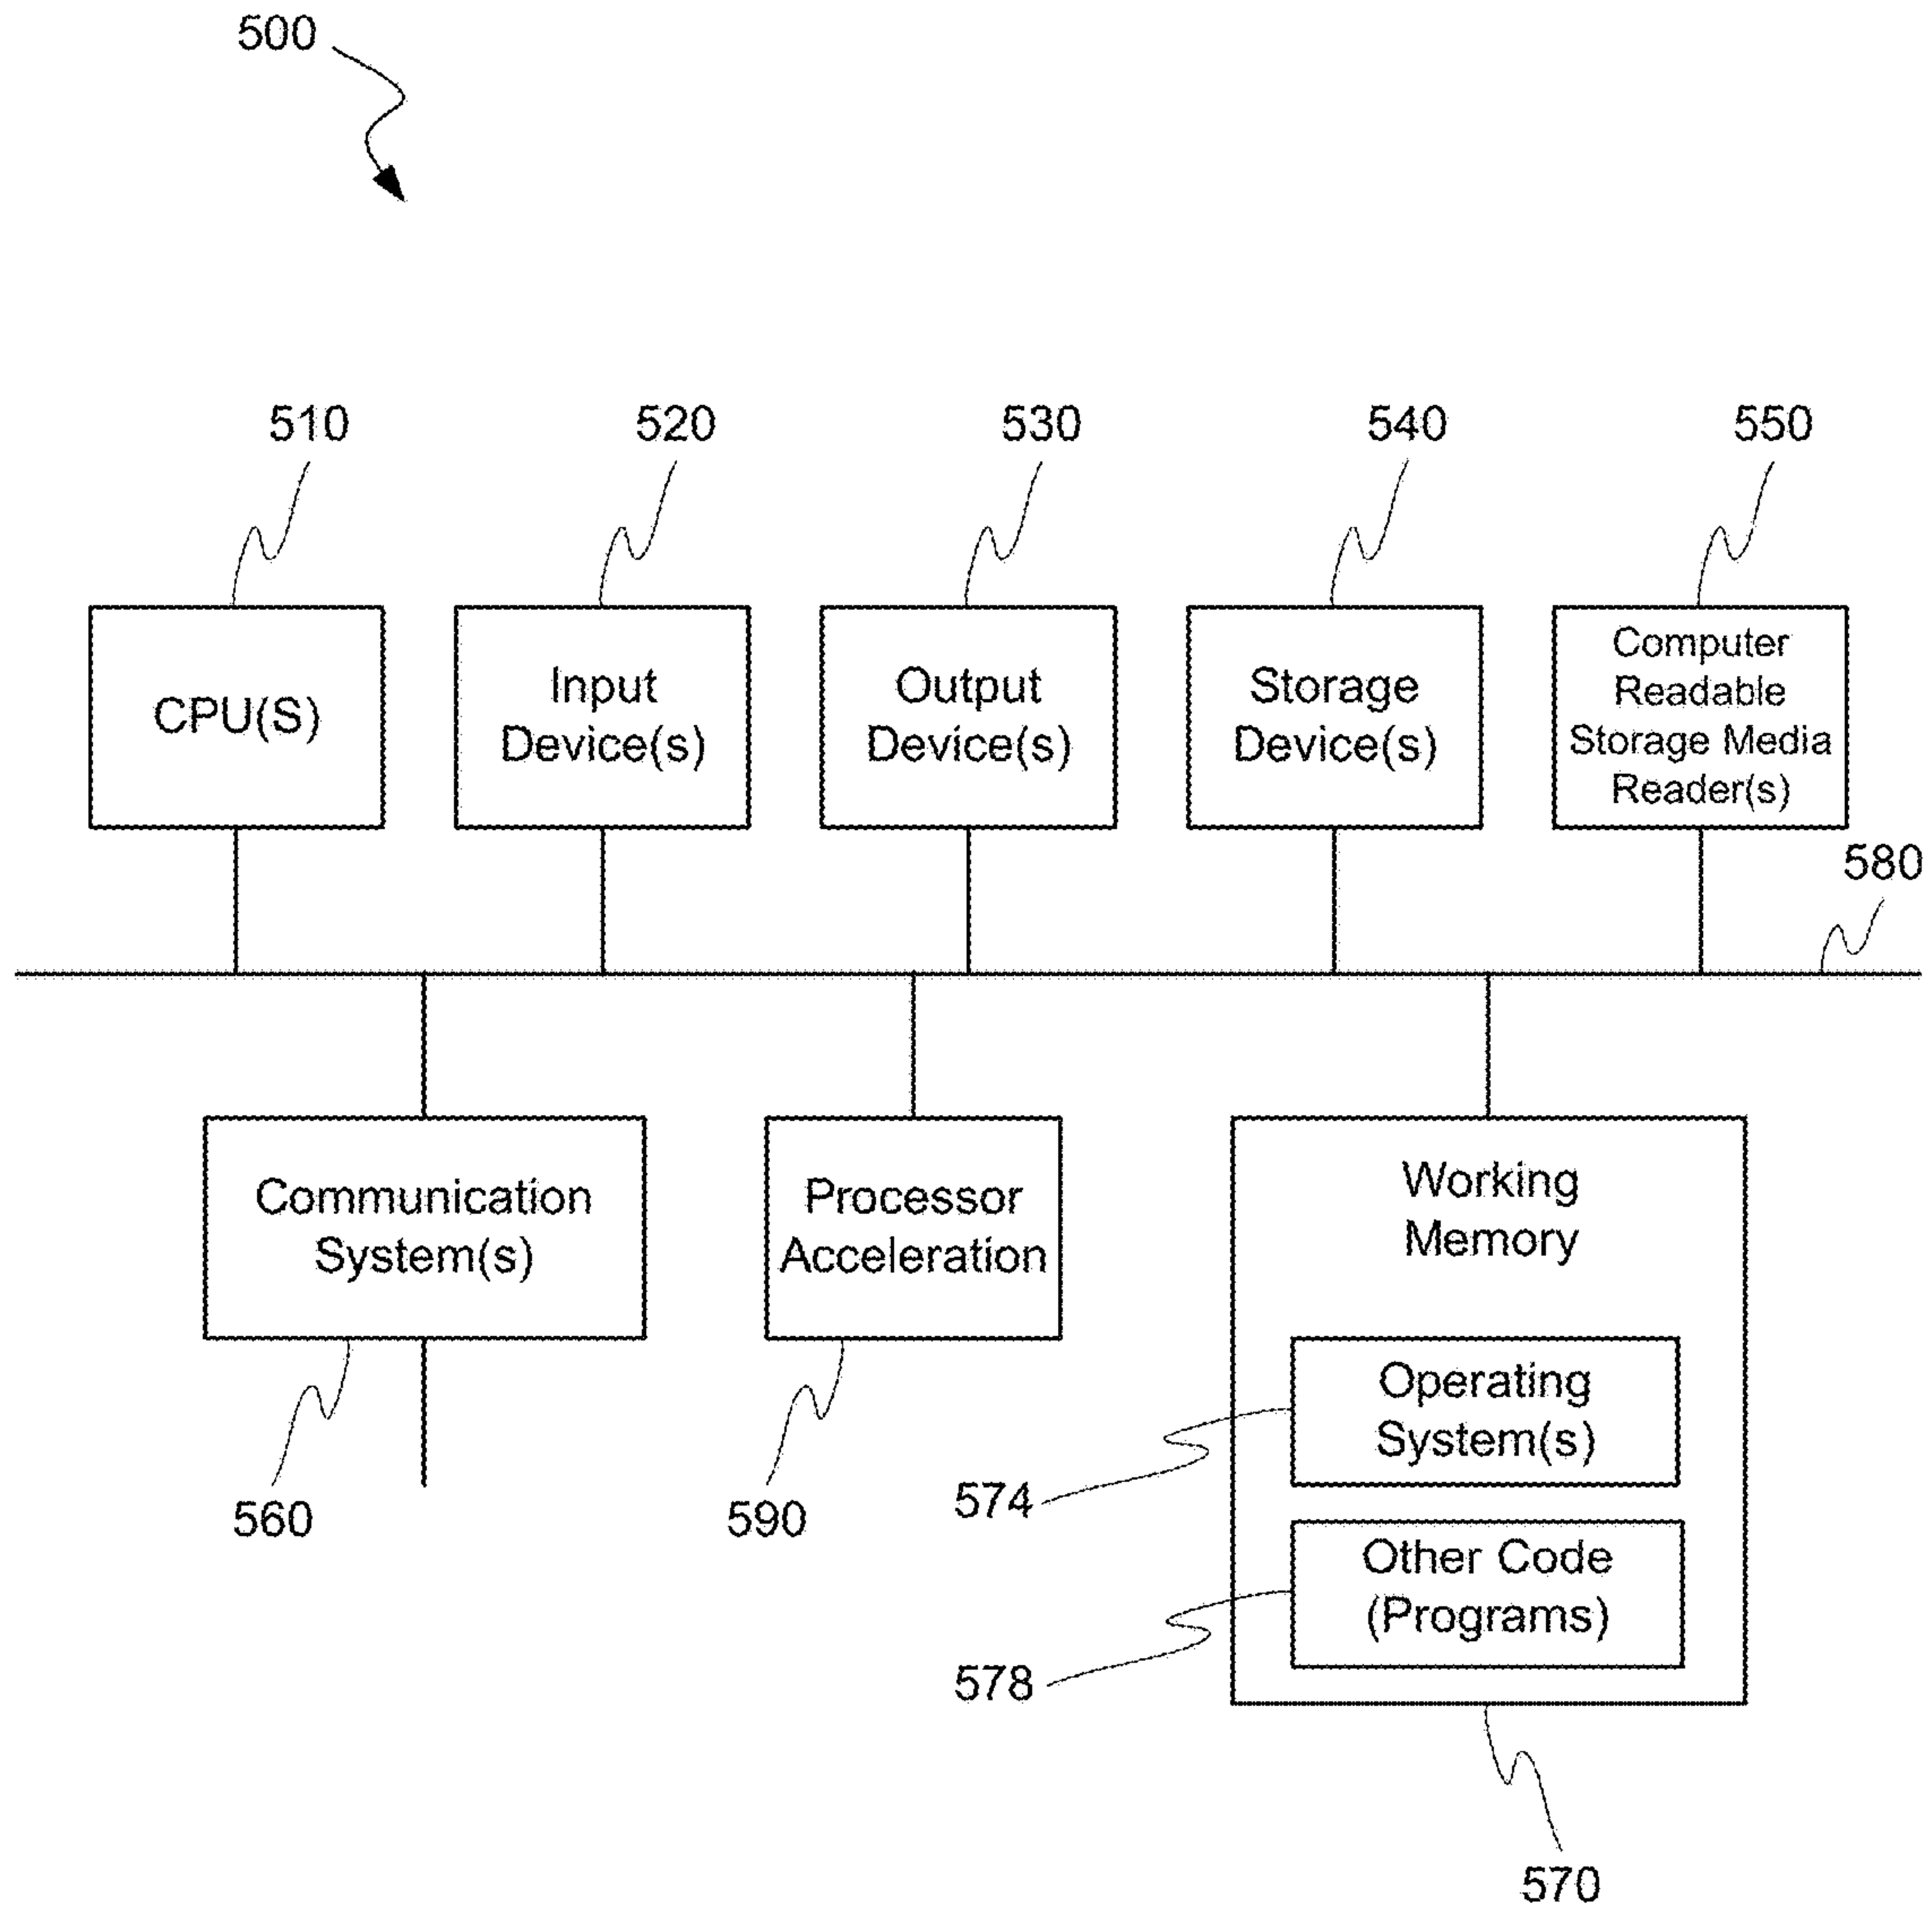 500
510
520
530
540
550
CPU(S)
Input
Device(s)
Output
Device(s)
Storage
Device(s)
Computer
Readable
Storage Media
Reader(s)
580
Communication
System(s)
Processor
Acceleration
Working
Memory
Operating
System(s)
Other Code
(Programs)
560
590
574
578
570